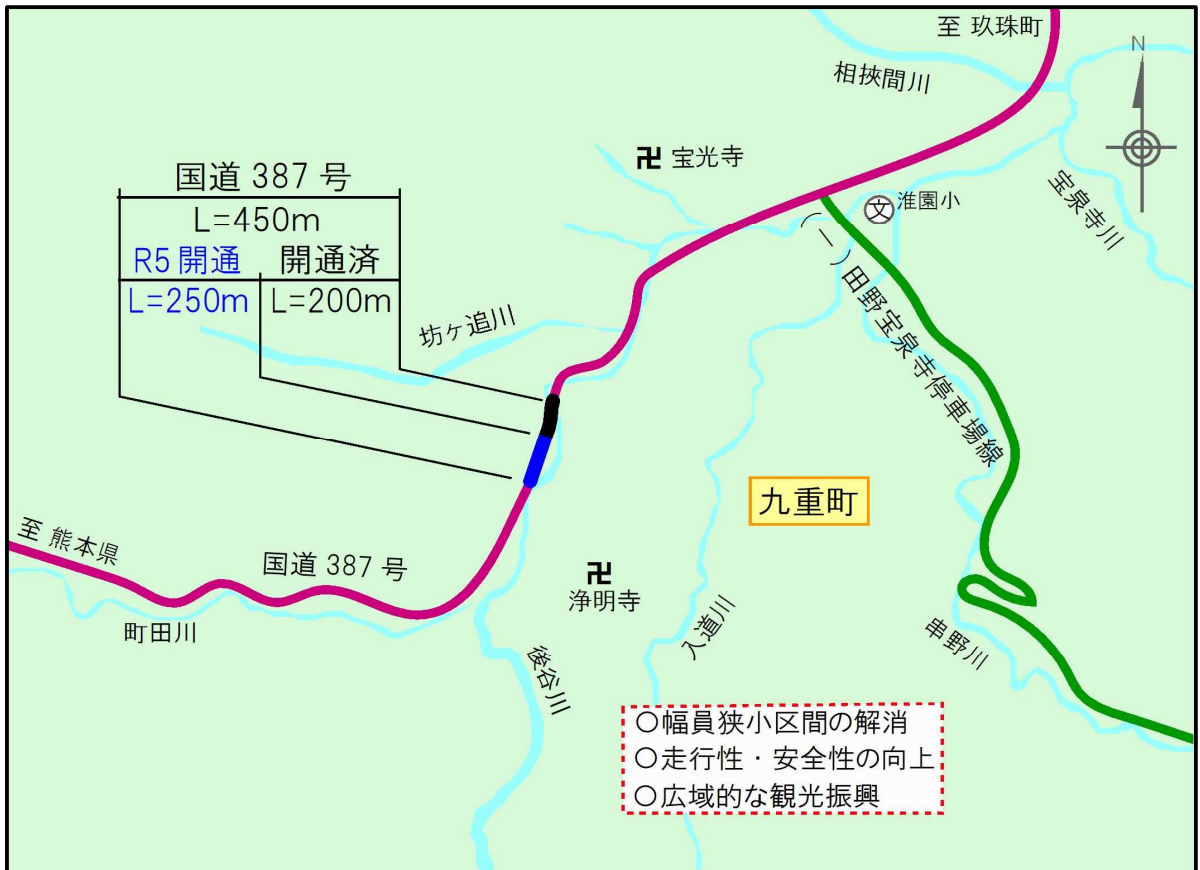 至 玖珠町
相挾間川
N
卍 宝光寺
国道 387 号
L=450m
R5 開通
開通済
L=250m
L=200m
文
淮園小
宝泉寺川
(一)田野宝泉寺停車場線
坊ヶ追川
九重町
至 熊本県
国道 387 号
卍
浄明寺
町田川
後谷川
入道川
串野川
○幅員狭小区間の解消
○走行性・安全性の向上
○広域的な観光振興